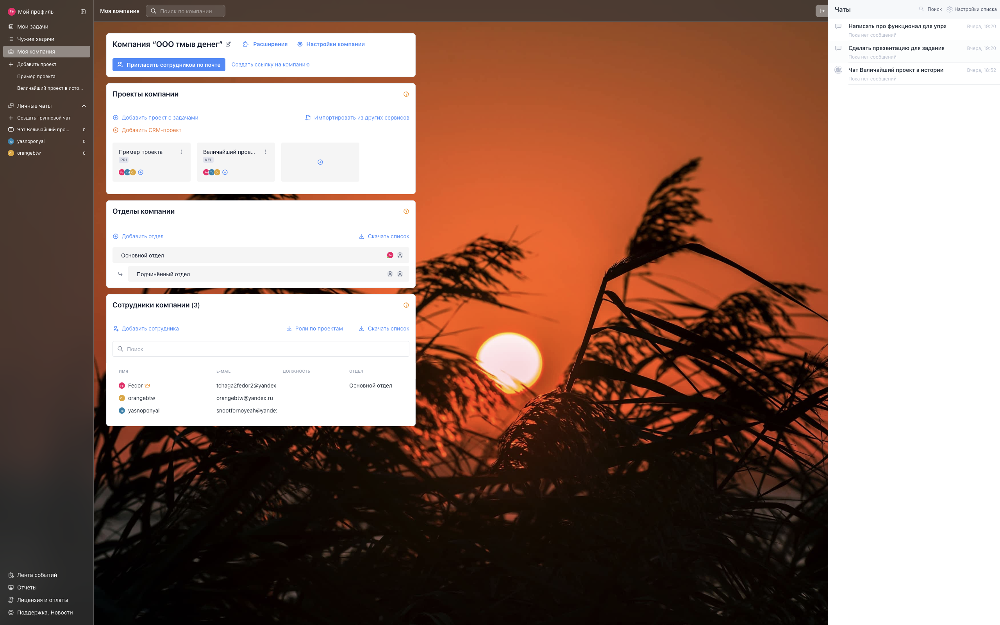 Fe Мой профиль
Мои задачи
Чужие задачи
Моя компания
Добавить проект
Пример проекта
Величайший проект в исто...
Личные чаты
Создать групповой чат
Чат Величайший про... 0
Ya yasnoponyal 0
Or orangebtw 0
Лента событий
Отчеты
Лицензия и оплаты
Поддержка, Новости
Моя компания
Поиск по компании
Компания “ООО тмыв денег”
Расширения
Настройки компании
Пригласить сотрудников по почте
Создать ссылку на компанию
Проекты компании
Добавить проект с задачами
Импортировать из других сервисов
Добавить CRM-проект
Пример проекта
PRI
Fe Ya Or
Величайший прое...
VEL
Fe Ya Or
Отделы компании
Добавить отдел
Скачать список
Основной отдел
Fe
Подчинённый отдел
Сотрудники компании (3)
Добавить сотрудника
Роли по проектам
Скачать список
Поиск
ИМЯ E-MAIL ДОЛЖНОСТЬ ОТДЕЛ
Fe Fedor tchaga2fedor2@yandex Основной отдел
Or orangebtw orangebtw@yandex.ru
Ya yasnoponyal snootfornoyeah@yande
Чаты
Поиск
Настройки списка
Написать про функционал для упра Вчера, 19:20
Пока нет сообщений
Сделать презентацию для задания Вчера, 19:20
Пока нет сообщений
Чат Величайший проект в истории Вчера, 18:52
Пока нет сообщений